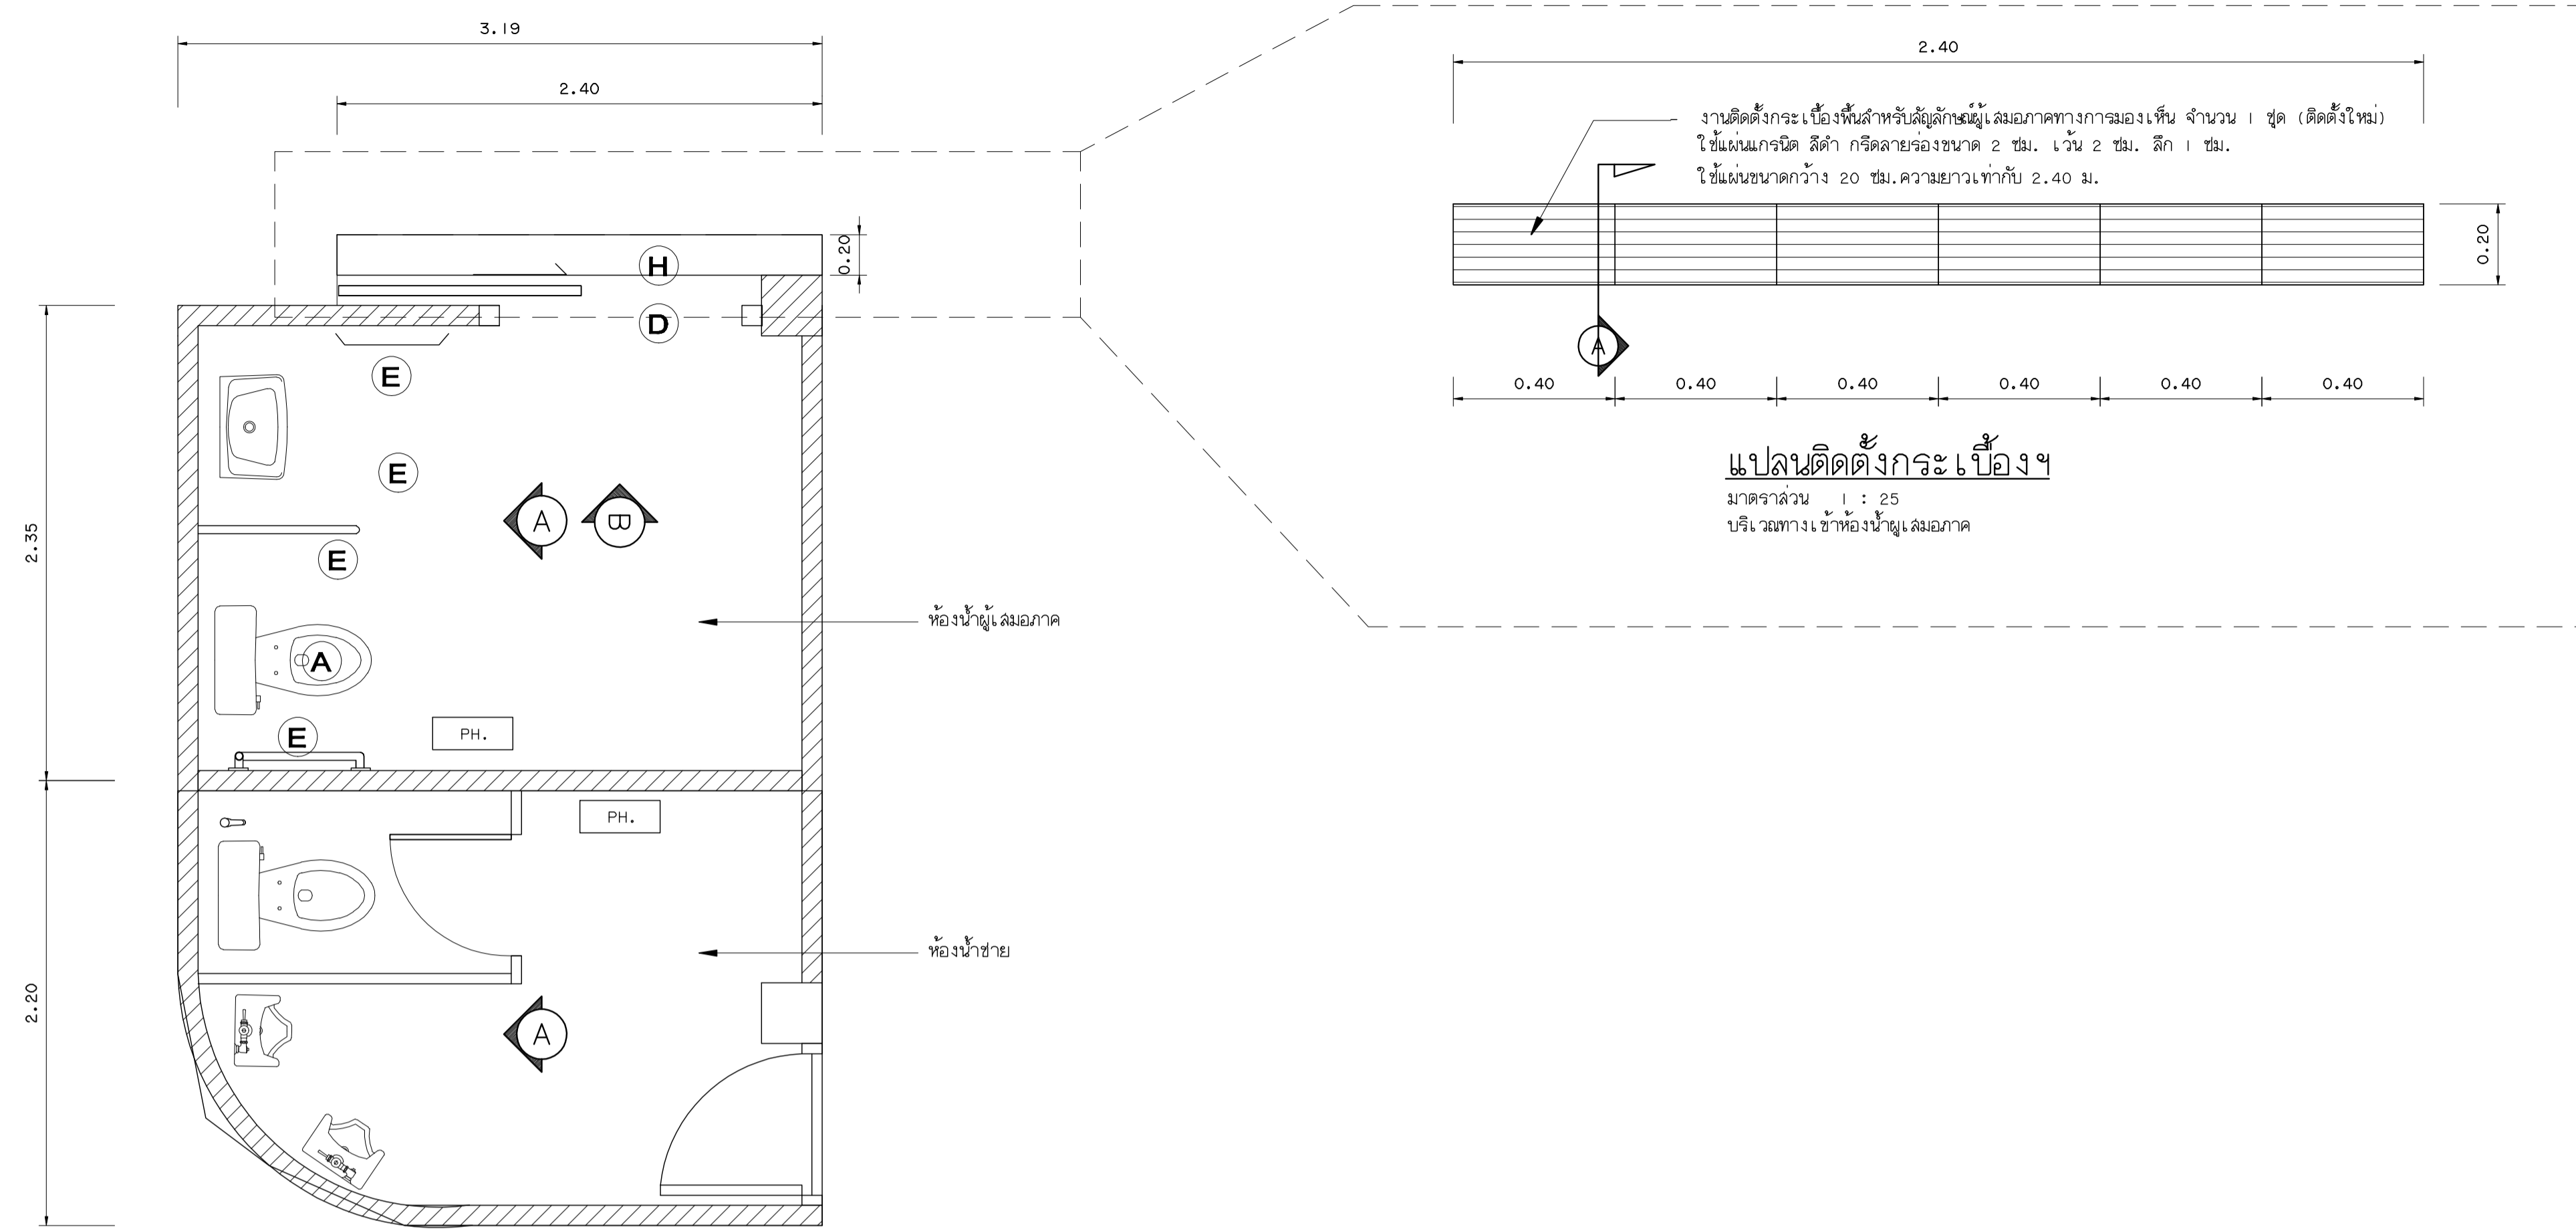 3.19
2.40
0.20
H
D
E
E
A
B
E
2.35
ห้องน้ำผู้เสมอภาค
A
E
PH.
PH.
ห้องน้ำชาย
2.20
A
2.40
งานติดตั้งกระเบื้องพื้นสำหรับสัญลักษณ์ผู้เสมอภาคทางการมองเห็น จำนวน 1 ชุด (ติดตั้งใหม่)
ใช้แผ่นแกรนิต สีดำ กรีดลายร่องขนาด 2 ซม. เว้น 2 ซม. ลึก 1 ซม.
ใช้แผ่นขนาดกว้าง 20 ซม.ความยาวเท่ากับ 2.40 ม.
0.20
A
0.40 0.40 0.40 0.40 0.40 0.40
แปลนติดตั้งกระเบื้องฯ
มาตราส่วน 1 : 25
บริเวณทางเข้าห้องน้ำผูเสมอภาค